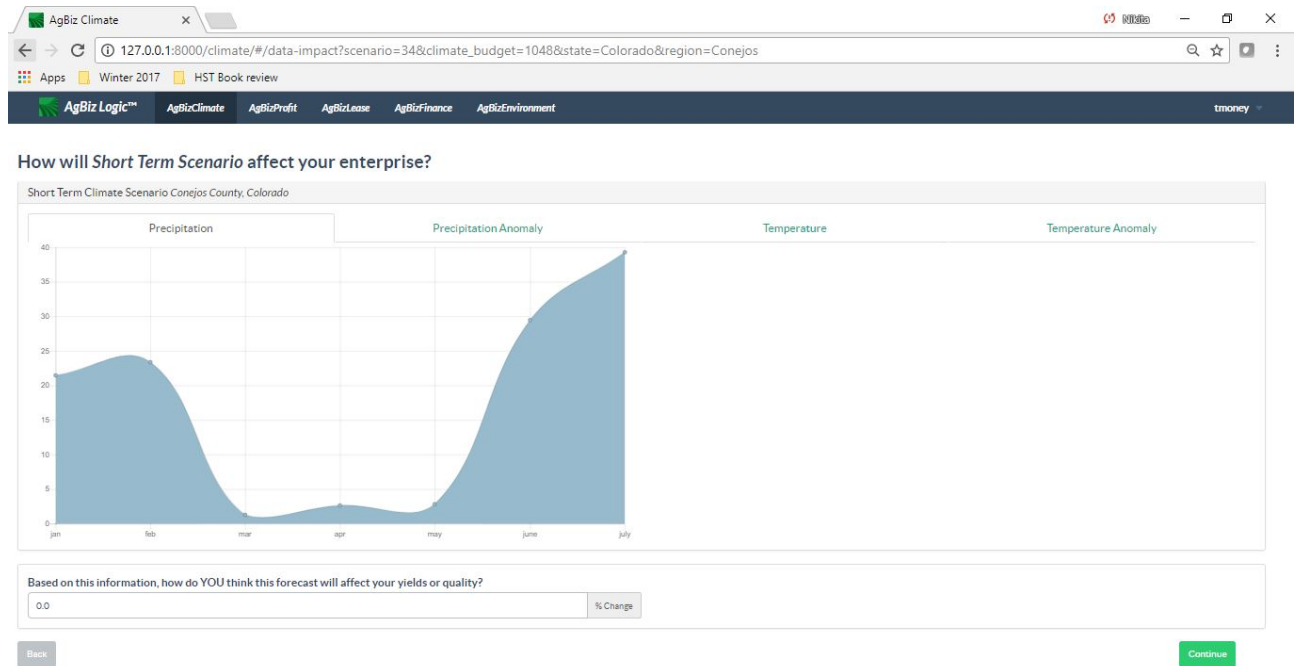 AgBiz Climate
Nikita
127.0.0.1:8000/climate/#/data-impact?scenario=34&climate_budget=1048&state=Colorado&region=Conejos
Apps Winter 2017 HST Book review
AgBiz Logic™ AgBizClimate AgBizProfit AgBizLease AgBizFinance AgBizEnvironment tmoney
How will Short Term Scenario affect your enterprise?
Short Term Climate Scenario Conejos County, Colorado
Precipitation Precipitation Anomaly Temperature Temperature Anomaly
40
35
30
25
20
15
10
5
0
jan feb mar apr may june july
Based on this information, how do YOU think this forecast will affect your yields or quality?
0.0 % Change
Back Continue